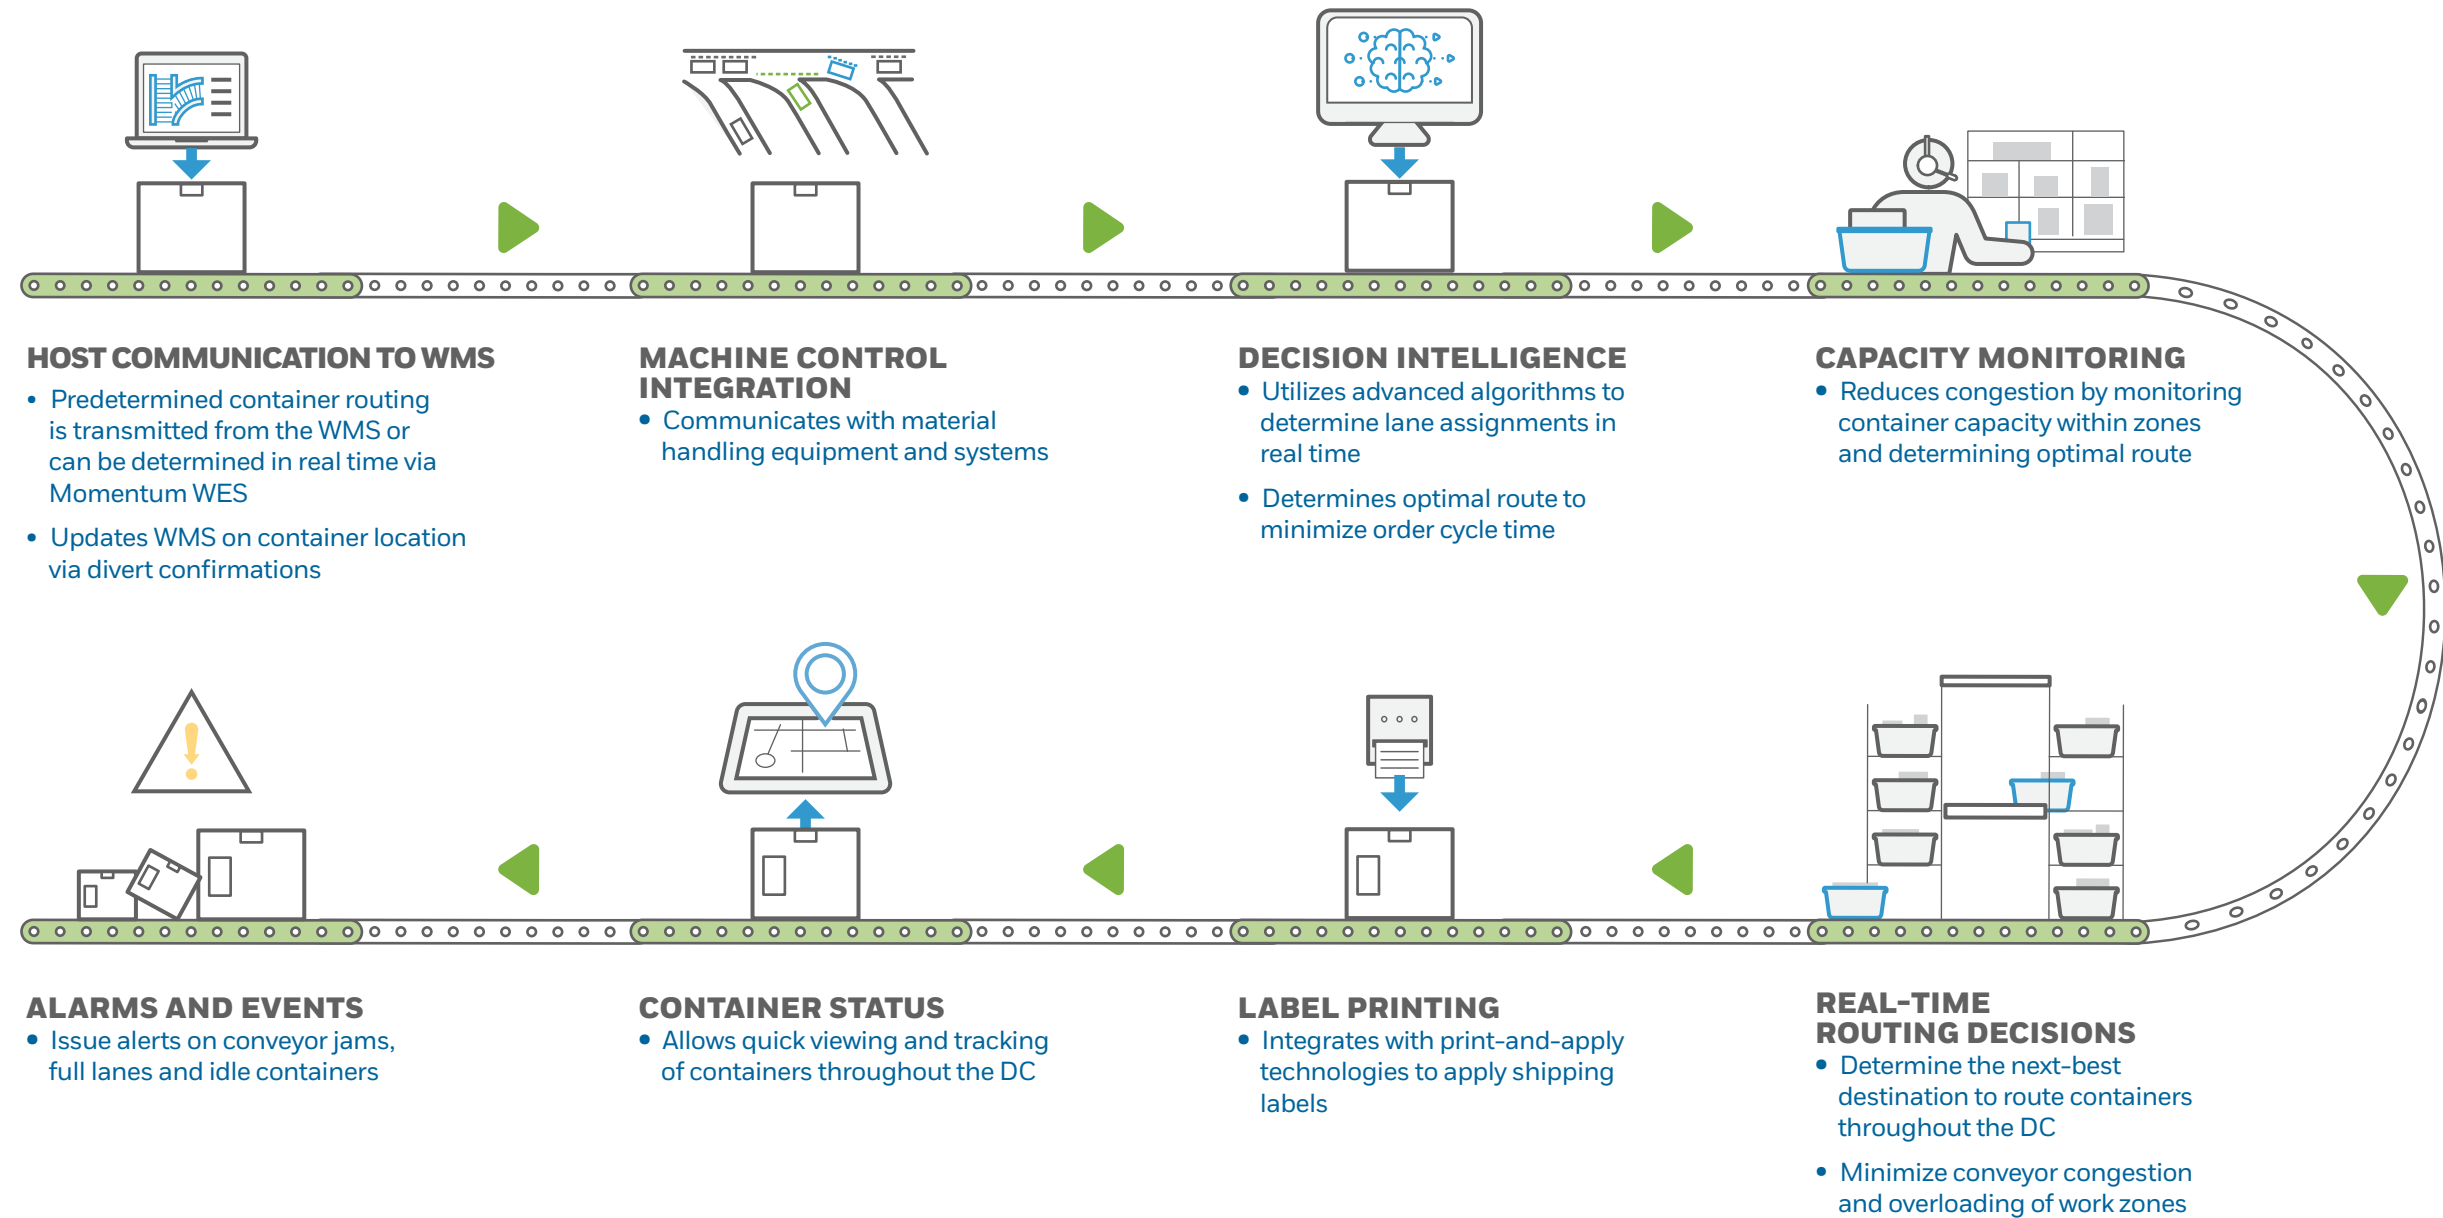 HOST COMMUNICATION TO WMS
• Predetermined container routing
is transmitted from the WMS or
can be determined in real time via
Momentum WES
• Updates WMS on container location
via divert confirmations
MACHINE CONTROL
INTEGRATION
• Communicates with material
handling equipment and systems
DECISION INTELLIGENCE
• Utilizes advanced algorithms to
determine lane assignments in
real time
• Determines optimal route to
minimize order cycle time
CAPACITY MONITORING
• Reduces congestion by monitoring
container capacity within zones
and determining optimal route
ALARMS AND EVENTS
• Issue alerts on conveyor jams,
full lanes and idle containers
CONTAINER STATUS
• Allows quick viewing and tracking
of containers throughout the DC
LABEL PRINTING
• Integrates with print-and-apply
technologies to apply shipping
labels
REAL-TIME
ROUTING DECISIONS
• Determine the next-best
destination to route containers
throughout the DC
• Minimize conveyor congestion
and overloading of work zones